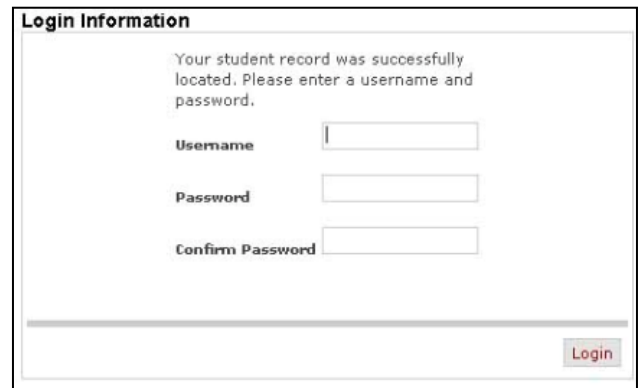 Login Information
Your student record was successfully
located. Please enter a username and
password.
Username
Password
Confirm Password
Login